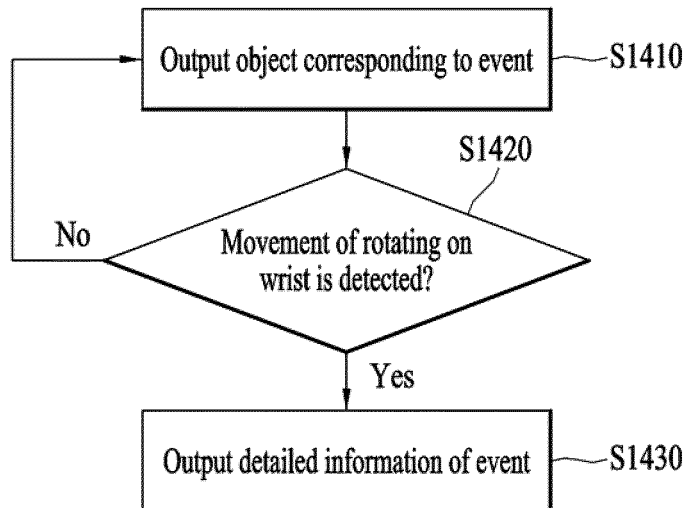 Output object corresponding to event
S1410
S1420
No
Movement of rotating on
wrist is detected?
Yes
Output detailed information of event
S1430